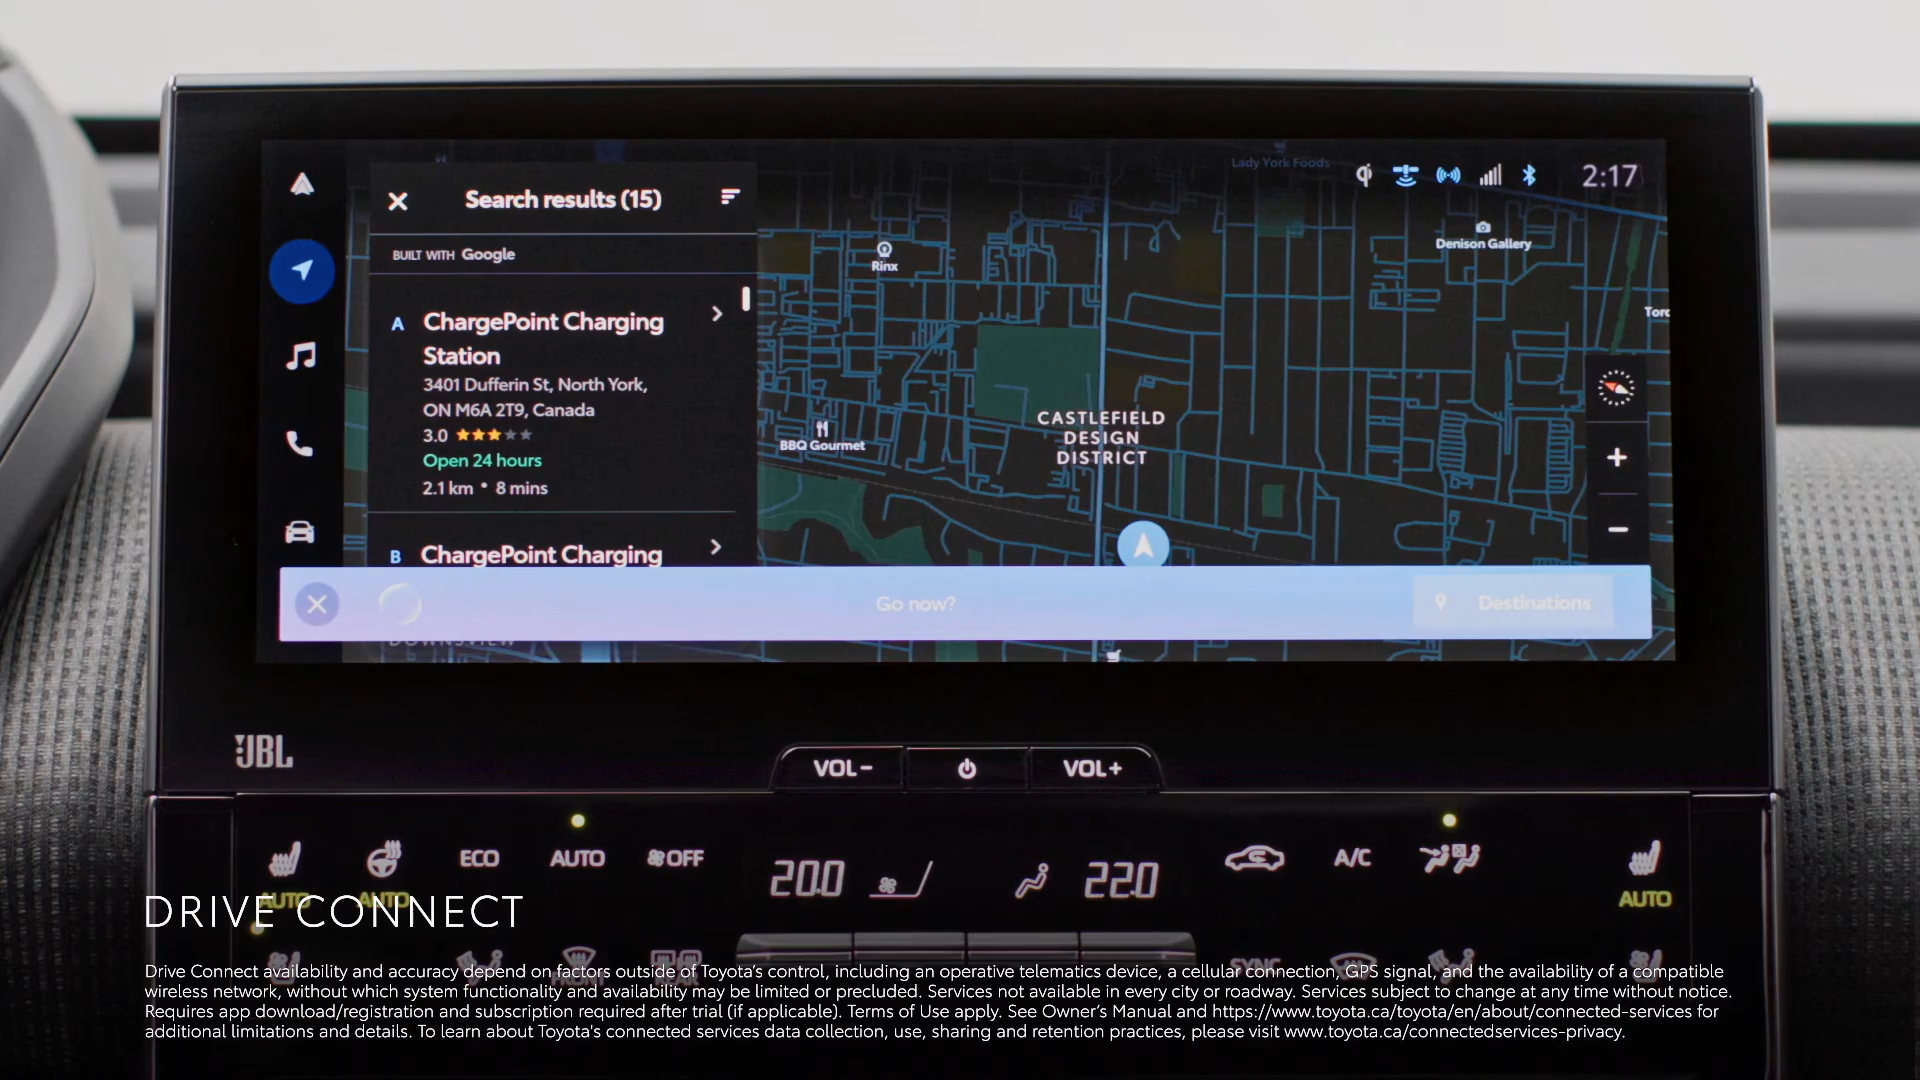 Lady York Foods
2:17
Search results (15)
BUILT WITH Google
Rinx
Denison Gallery
A ChargePoint Charging
Station
3401 Dufferin St, North York,
ON M6A 2T9, Canada
3.0
Open 24 hours
2.1 km • 8 mins
B ChargePoint Charging
Toro
CASTLEFIELD
DESIGN
DISTRICT
BBQ Gourmet
Go now?
Destinations
DOWNSVIEW
JBL
VOL-
VOL+
ECO
AUTO
OFF
20.0
22.0
A/C
AUTO
AUTO
AUTO
DRIVE CONNECT
FRONT
REAR
SYNC
Drive Connect availability and accuracy depend on factors outside of Toyota's control, including an operative telematics device, a cellular connection, GPS signal, and the availability of a compatible
wireless network, without which system functionality and availability may be limited or precluded. Services not available in every city or roadway. Services subject to change at any time without notice.
Requires app download/registration and subscription required after trial (if applicable). Terms of Use apply. See Owner's Manual and https://www.toyota.ca/toyota/en/about/connected-services for
additional limitations and details. To learn about Toyota's connected services data collection, use, sharing and retention practices, please visit www.toyota.ca/connectedservices-privacy.